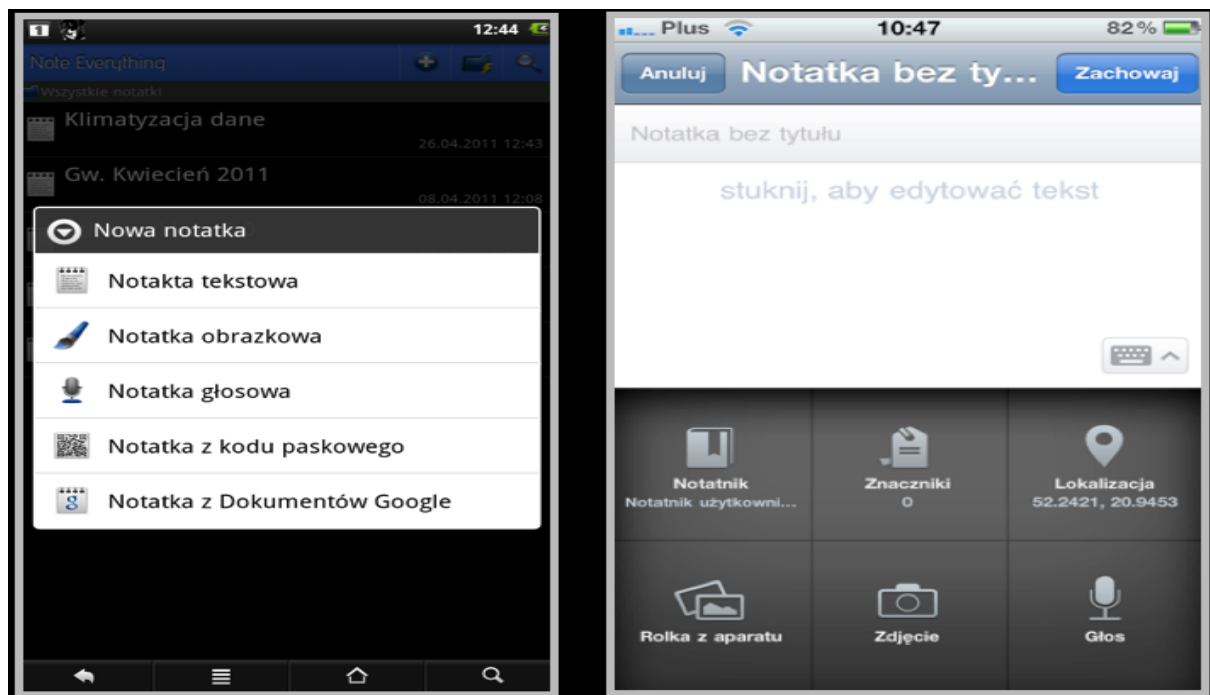 1
12:44
Note Everything
Wszystkie notatki
Klimatyzacja dane
26.04.2011 12:43
Gw. Kwiecień 2011
08.04.2011 12:08
Nowa notatka
Notakta tekstowa
Notatka obrazkowa
Notatka głosowa
Notatka z kodu paskowego
Notatka z Dokumentów Google
Plus 10:47 82%
Anuluj Notatka bez ty... Zachowaj
Notatka bez tytułu
stuknij, aby edytować tekst
Notatnik Znaczniki Lokalizacja
Notatnik użytkowni... 0 52.2421, 20.9453
Rolka z aparatu Zdjęcie Głos